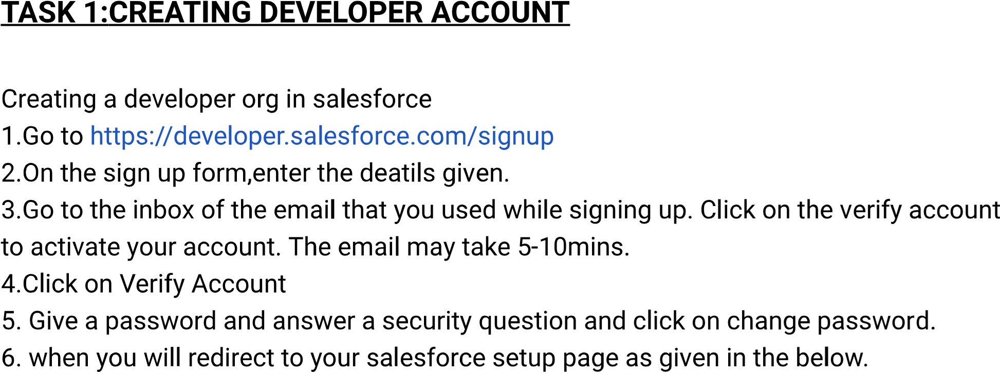 TASK 1:CREATING DEVELOPER ACCOUNT
Creating a developer org in salesforce
1.Go to https://developer.salesforce.com/signup
2.On the sign up form,enter the deatils given.
3.Go to the inbox of the email that you used while signing up. Click on the verify account
to activate your account. The email may take 5-10mins.
4.Click on Verify Account
5. Give a password and answer a security question and click on change password.
6. when you will redirect to your salesforce setup page as given in the below.